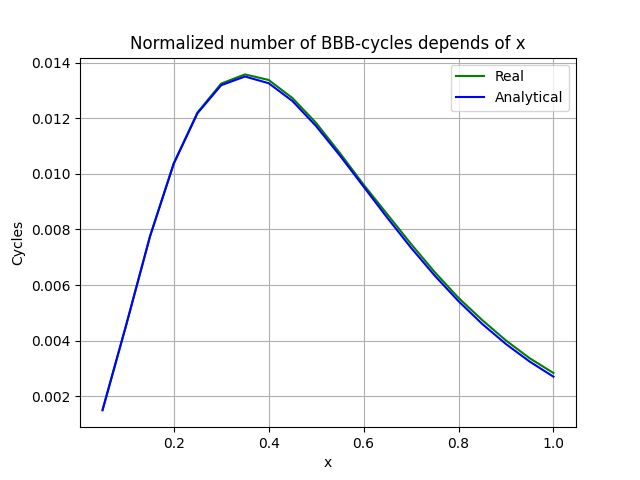 Normalized number of BBB-cycles depends of x
Real
Analytical
Cycles
0.014
0.012
0.010
0.008
0.006
0.004
0.002
0.2
0.4
0.6
0.8
1.0
x